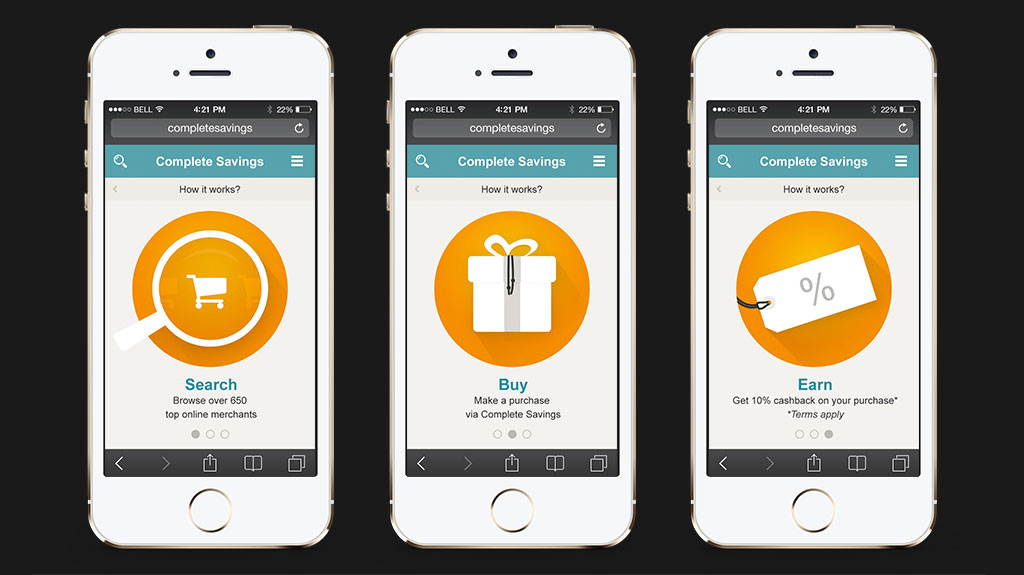 BELL 4:21 PM 22%
completesavings
Complete Savings
How it works?
Search
Browse over 650
top online merchants
BELL 4:21 PM 22%
completesavings
Complete Savings
How it works?
Buy
Make a purchase
via Complete Savings
BELL 4:21 PM 22%
completesavings
Complete Savings
How it works?
%
Earn
Get 10% cashback on your purchase*
*Terms apply